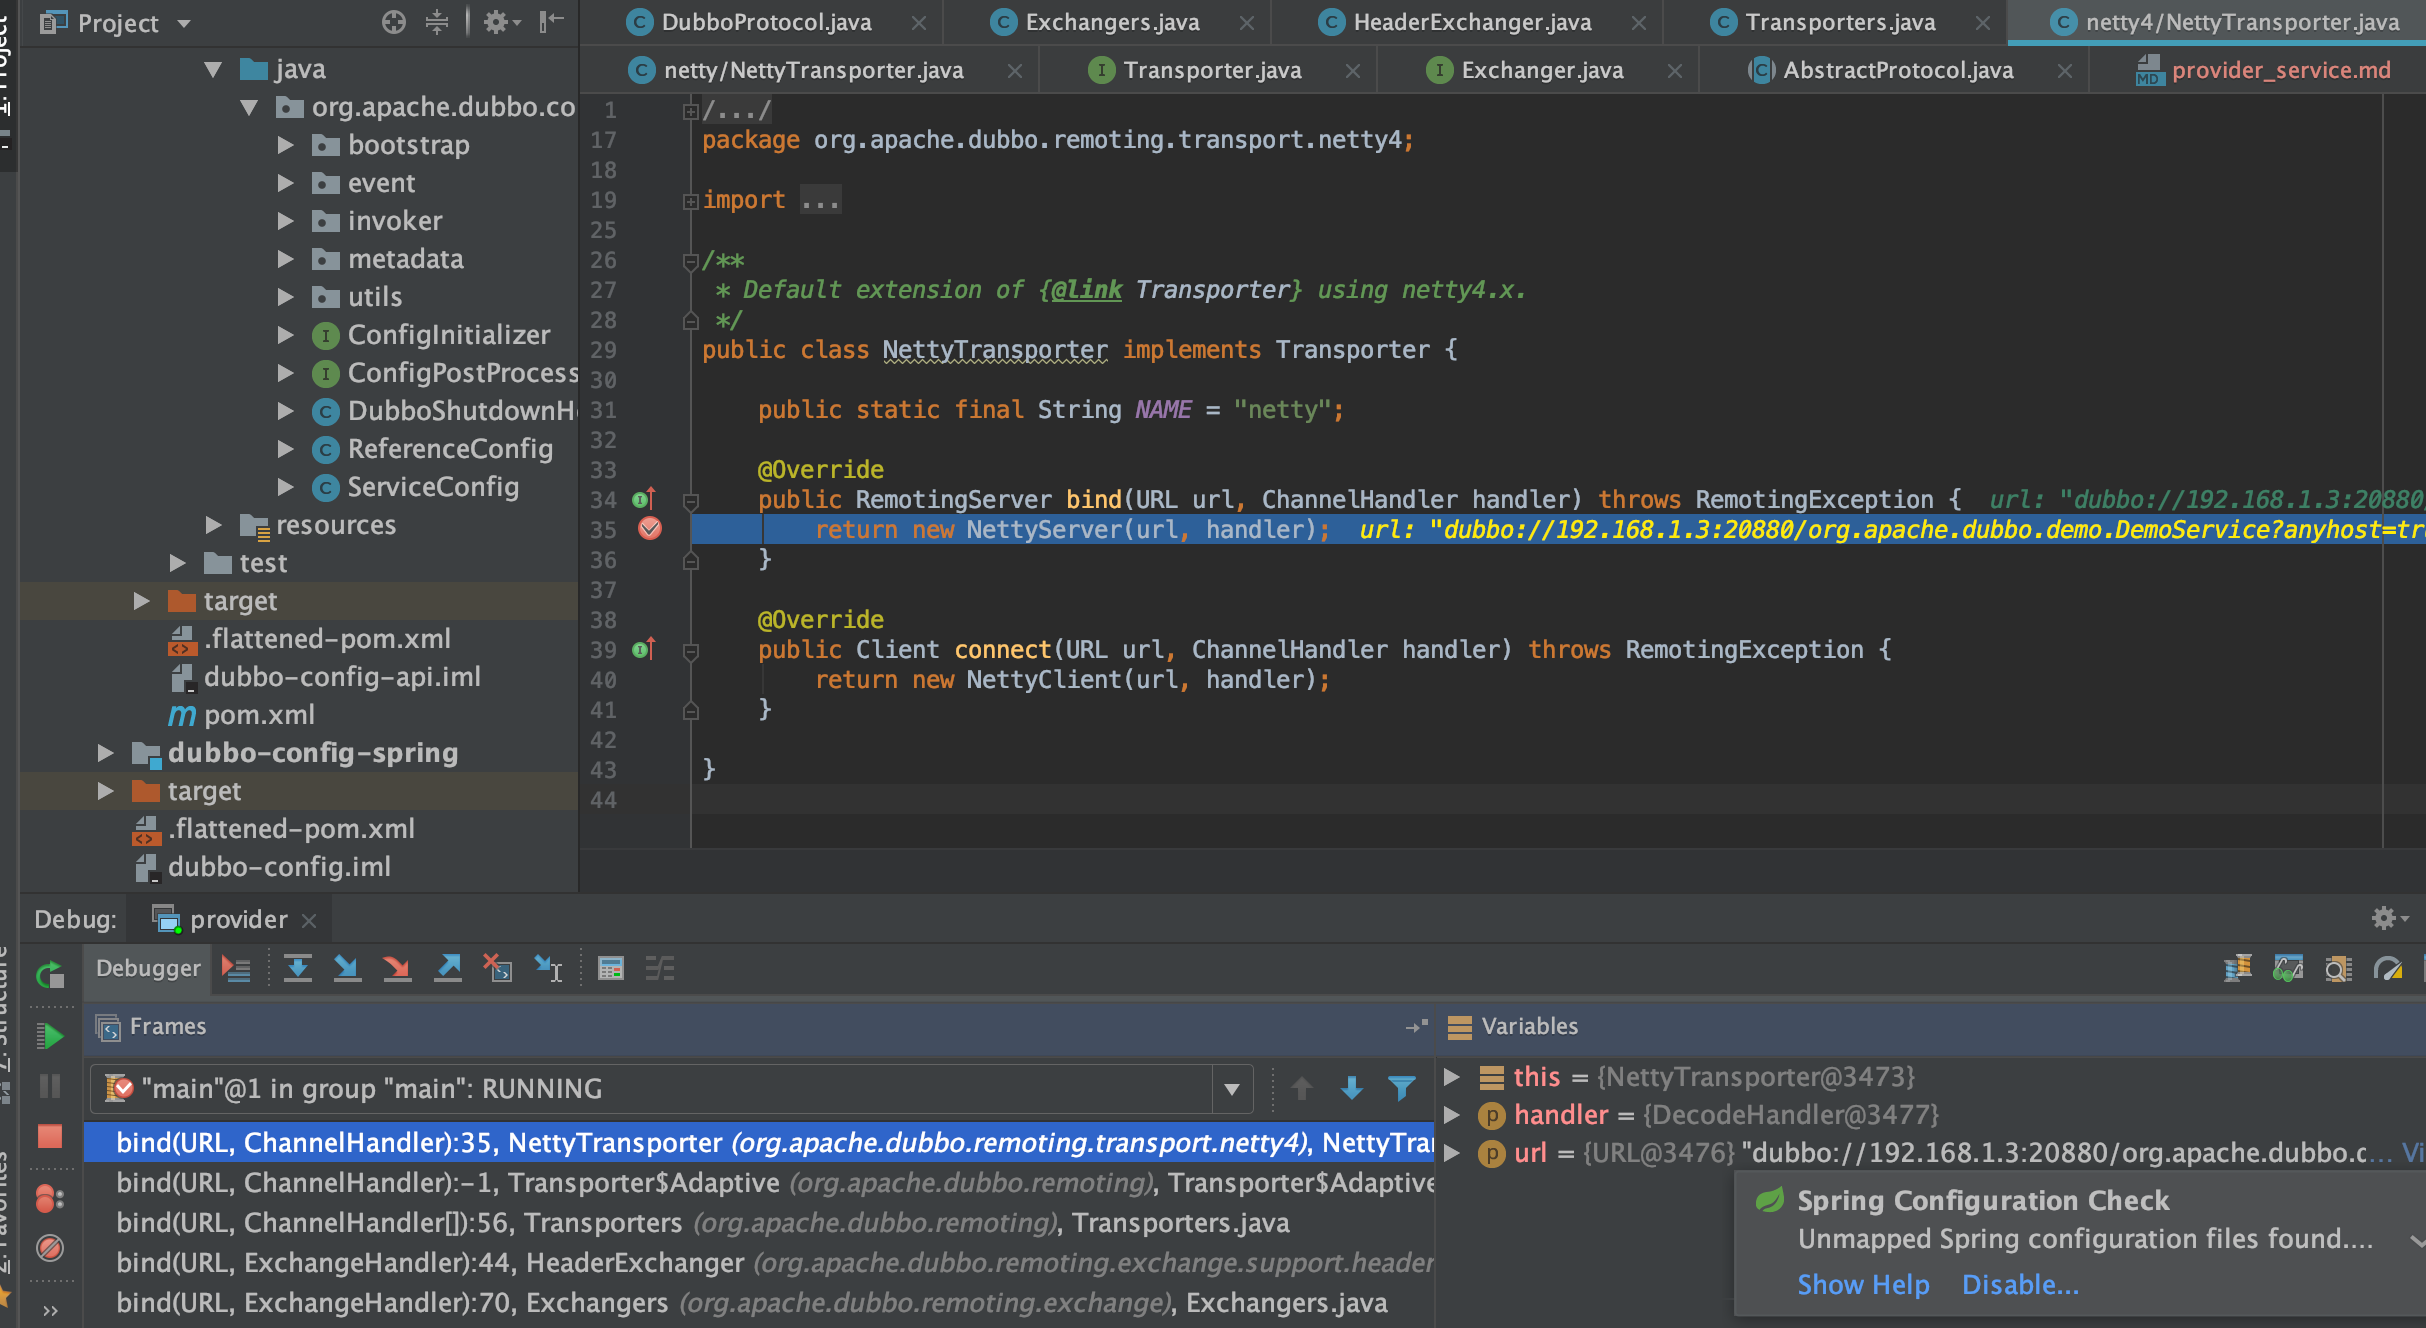 Project
DubboProtocol.java
Exchangers.java
HeaderExchanger.java
Transporters.java
netty4/NettyTransporter.java
netty/NettyTransporter.java
Transporter.java
Exchanger.java
AbstractProtocol.java
provider_service.md
java
org.apache.dubbo.co
bootstrap
event
invoker
metadata
utils
ConfigInitializer
ConfigPostProcess
DubboShutdownH
ReferenceConfig
ServiceConfig
resources
test
target
.flattened-pom.xml
dubbo-config-api.iml
pom.xml
dubbo-config-spring
target
.flattened-pom.xml
dubbo-config.iml
1 /.../
17 package org.apache.dubbo.remoting.transport.netty4;
18
19 import ...
25
26 /**
27 * Default extension of {@link Transporter} using netty4.x.
28 */
29 public class NettyTransporter implements Transporter {
30
31 public static final String NAME = "netty";
32
33 @Override
34 public RemotingServer bind(URL url, ChannelHandler handler) throws RemotingException { url: "dubbo://192.168.1.3:20880
35 return new NettyServer(url, handler); url: "dubbo://192.168.1.3:20880/org.apache.dubbo.demo.DemoService?anyhost=tr
36 }
37
38 @Override
39 public Client connect(URL url, ChannelHandler handler) throws RemotingException {
40 return new NettyClient(url, handler);
41 }
42
43 }
44
Debug: provider
Debugger
Frames
"main"@1 in group "main": RUNNING
bind(URL, ChannelHandler):35, NettyTransporter (org.apache.dubbo.remoting.transport.netty4), NettyTra
bind(URL, ChannelHandler):-1, Transporter$Adaptive (org.apache.dubbo.remoting), Transporter$Adaptive
bind(URL, ChannelHandler[]):56, Transporters (org.apache.dubbo.remoting), Transporters.java
bind(URL, ExchangeHandler):44, HeaderExchanger (org.apache.dubbo.remoting.exchange.support.header
bind(URL, ExchangeHandler):70, Exchangers (org.apache.dubbo.remoting.exchange), Exchangers.java
Variables
this = {NettyTransporter@3473}
handler = {DecodeHandler@3477}
url = {URL@3476} "dubbo://192.168.1.3:20880/org.apache.dubbo.c... Vi
Spring Configuration Check
Unmapped Spring configuration files found....
Show Help Disable...